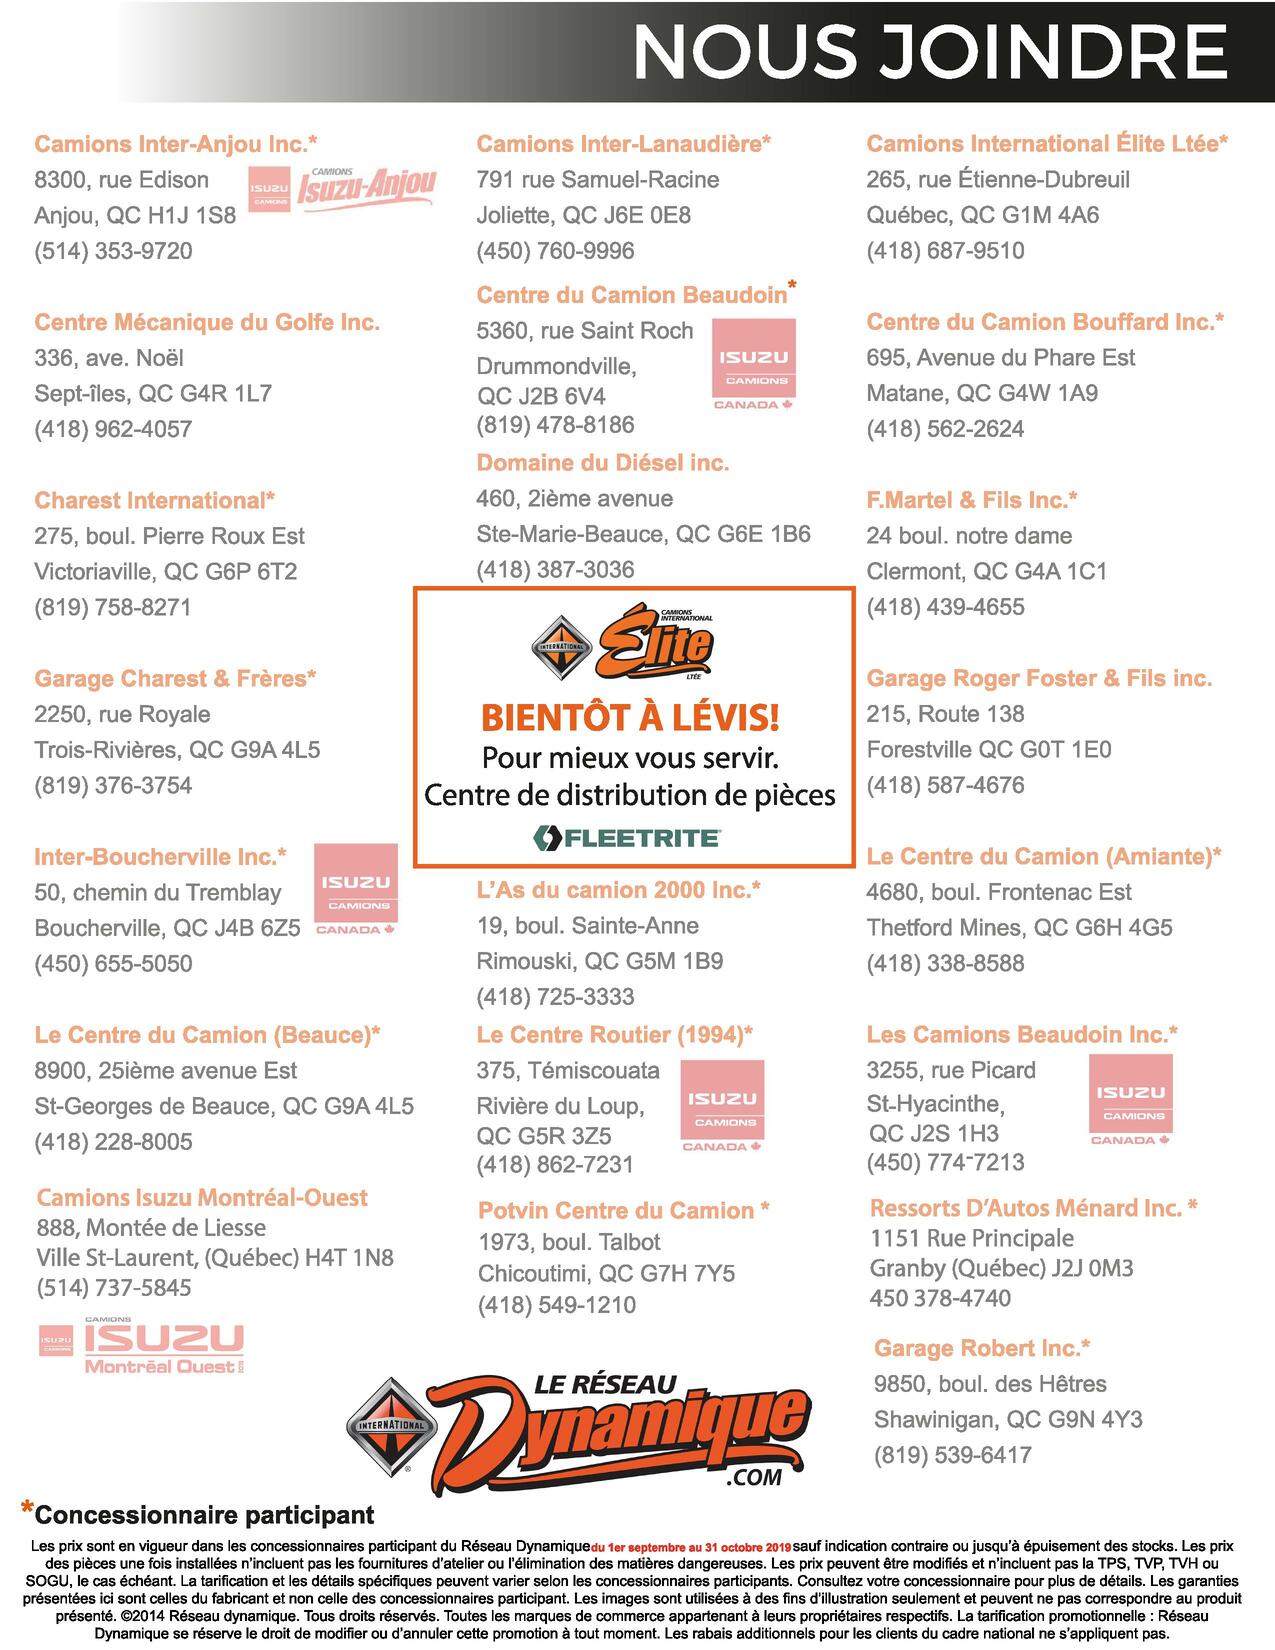 NOUS JOINDRE
Camions Inter-Anjou Inc.*
8300, rue Edison
Anjou, QC H1J 1S8
(514) 353-9720
ISUZU
CAMIONS
CAMIONS
Isuzu-Anjou
Centre Mécanique du Golfe Inc.
336, ave. Noël
Sept-îles, QC G4R 1L7
(418) 962-4057
Charest International*
275, boul. Pierre Roux Est
Victoriaville, QC G6P 6T2
(819) 758-8271
Garage Charest & Frères*
2250, rue Royale
Trois-Rivières, QC G9A 4L5
(819) 376-3754
Inter-Boucherville Inc.*
50, chemin du Tremblay
Boucherville, QC J4B 6Z5
(450) 655-5050
ISUZU
CAMIONS
CANADA
Le Centre du Camion (Beauce)*
8900, 25ième avenue Est
St-Georges de Beauce, QC G9A 4L5
(418) 228-8005
Camions Isuzu Montréal-Ouest
888, Montée de Liesse
Ville St-Laurent, (Québec) H4T 1N8
(514) 737-5845
ISUZU
CAMIONS
CAMIONS
ISUZU
Montréal Ouest
Camions Inter-Lanaudière*
791 rue Samuel-Racine
Joliette, QC J6E 0E8
(450) 760-9996
Centre du Camion Beaudoin*
5360, rue Saint Roch
Drummondville,
QC J2B 6V4
(819) 478-8186
ISUZU
CAMIONS
CANADA
Domaine du Diésel inc.
460, 2ième avenue
Ste-Marie-Beauce, QC G6E 1B6
(418) 387-3036
INTERNATIONAL
CAMIONS
INTERNATIONAL
Élite
LTÉE
BIENTÔT À LÉVIS!
Pour mieux vous servir.
Centre de distribution de pièces
FLEETRITE
L'As du camion 2000 Inc.*
19, boul. Sainte-Anne
Rimouski, QC G5M 1B9
(418) 725-3333
Le Centre Routier (1994)*
375, Témiscouata
Rivière du Loup,
QC G5R 3Z5
(418) 862-7231
ISUZU
CAMIONS
CANADA
Potvin Centre du Camion *
1973, boul. Talbot
Chicoutimi, QC G7H 7Y5
(418) 549-1210
Camions International Élite Ltée*
265, rue Étienne-Dubreuil
Québec, QC G1M 4A6
(418) 687-9510
Centre du Camion Bouffard Inc.*
695, Avenue du Phare Est
Matane, QC G4W 1A9
(418) 562-2624
F.Martel & Fils Inc.*
24 boul. notre dame
Clermont, QC G4A 1C1
(418) 439-4655
Garage Roger Foster & Fils inc.
215, Route 138
Forestville QC G0T 1E0
(418) 587-4676
Le Centre du Camion (Amiante)*
4680, boul. Frontenac Est
Thetford Mines, QC G6H 4G5
(418) 338-8588
Les Camions Beaudoin Inc.*
3255, rue Picard
St-Hyacinthe,
QC J2S 1H3
(450) 774-7213
ISUZU
CAMIONS
CANADA
Ressorts D'Autos Ménard Inc. *
1151 Rue Principale
Granby (Québec) J2J 0M3
450 378-4740
Garage Robert Inc.*
9850, boul. des Hêtres
Shawinigan, QC G9N 4Y3
(819) 539-6417
INTERNATIONAL ®
LE RÉSEAU
Dynamique
.COM
*Concessionnaire participant
Les prix sont en vigueur dans les concessionnaires participant du Réseau Dynamique du 1er septembre au 31 octobre 2019 sauf indication contraire ou jusqu'à épuisement des stocks. Les prix
des pièces une fois installées n'incluent pas les fournitures d'atelier ou l'élimination des matières dangereuses. Les prix peuvent être modifiés et n'incluent pas la TPS, TVP, TVH ou
SOGU, le cas échéant. La tarification et les détails spécifiques peuvent varier selon les concessionnaires participants. Consultez votre concessionnaire pour plus de détails. Les garanties
présentées ici sont celles du fabricant et non celle des concessionnaires participant. Les images sont utilisées à des fins d'illustration seulement et peuvent ne pas correspondre au produit
présenté. ©2014 Réseau dynamique. Tous droits réservés. Toutes les marques de commerce appartenant à leurs propriétaires respectifs. La tarification promotionnelle : Réseau
Dynamique se réserve le droit de modifier ou d'annuler cette promotion à tout moment. Les rabais additionnels pour les clients du cadre national ne s'appliquent pas.